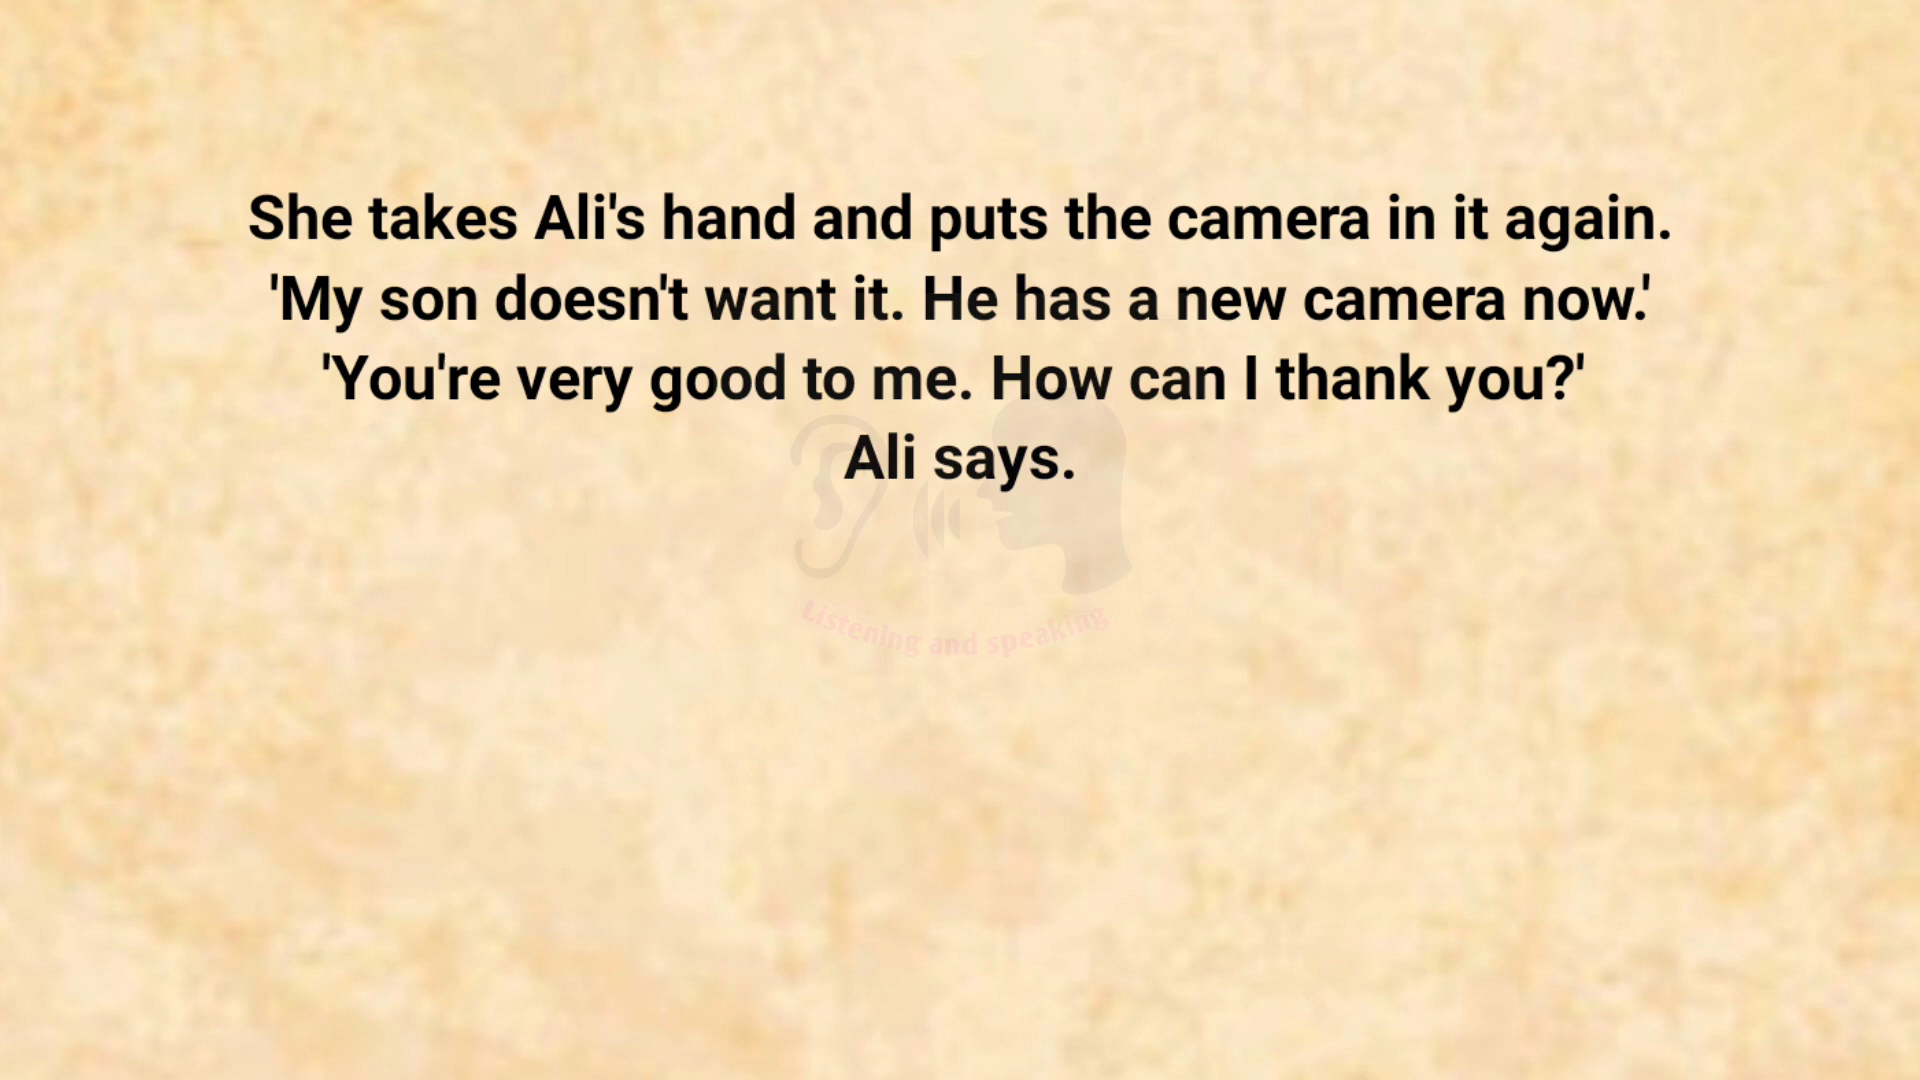 She takes Ali's hand and puts the camera in it again.
'My son doesn't want it. He has a new camera now.'
'You're very good to me. How can I thank you?'
Ali says.
Listening and speaking